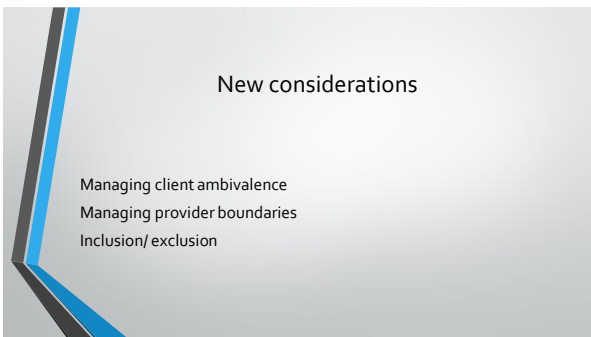 New considerations
Managing client ambivalence
Managing provider boundaries
Inclusion/ exclusion